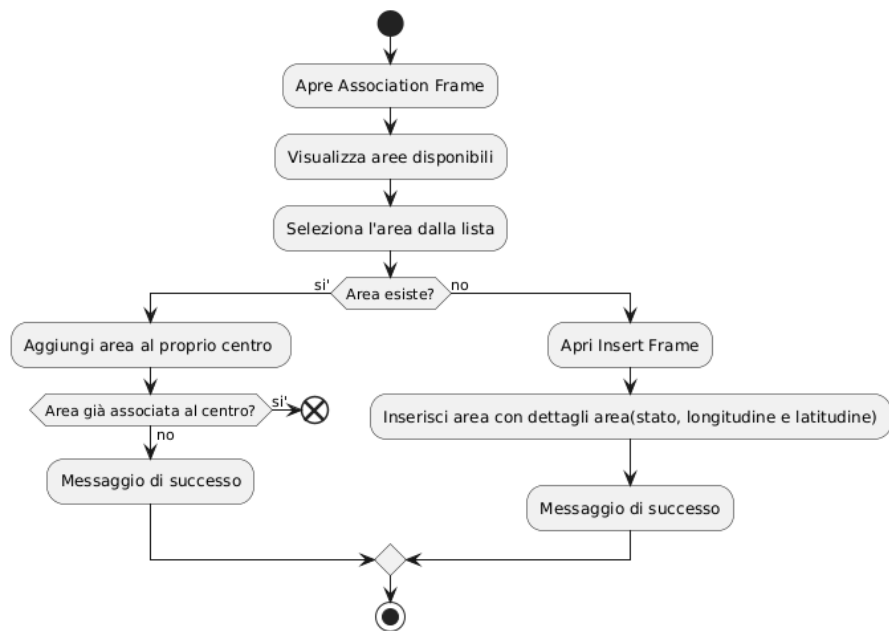 Apre Association Frame
Visualizza aree disponibili
Seleziona l'area dalla lista
si'
Area esiste?
no
Aggiungi area al proprio centro
Apri Insert Frame
Area già associata al centro?
si'
Inserisci area con dettagli area(stato, longitudine e latitudine)
no
Messaggio di successo
Messaggio di successo